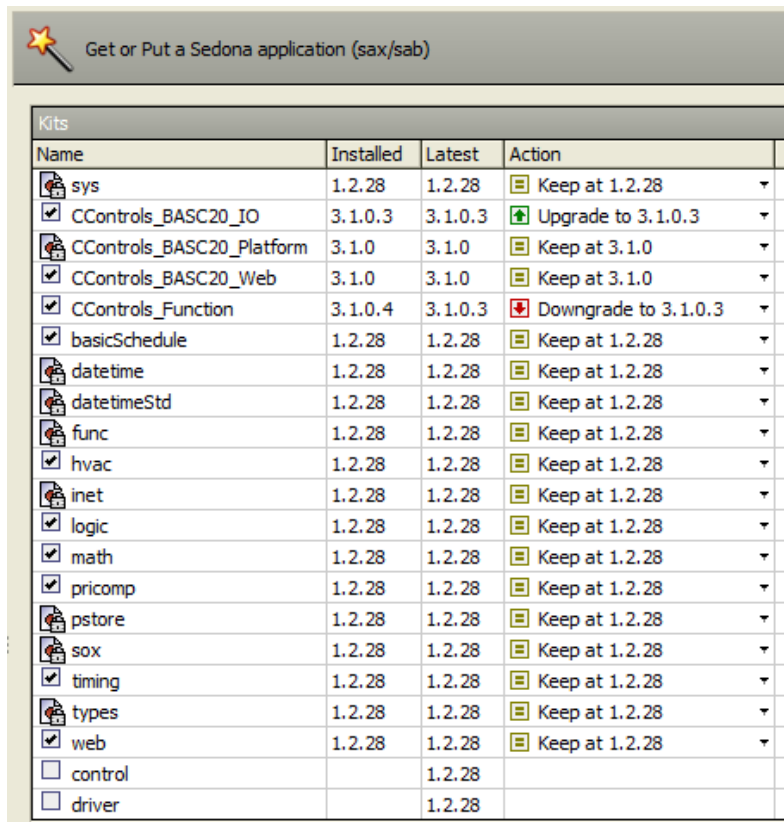 Get or Put a Sedona application (sax/sab)
Kits
Name Installed Latest Action
sys 1.2.28 1.2.28 Keep at 1.2.28
CControls_BASC20_IO 3.1.0.3 3.1.0.3 Upgrade to 3.1.0.3
CControls_BASC20_Platform 3.1.0 3.1.0 Keep at 3.1.0
CControls_BASC20_Web 3.1.0 3.1.0 Keep at 3.1.0
CControls_Function 3.1.0.4 3.1.0.3 Downgrade to 3.1.0.3
basicSchedule 1.2.28 1.2.28 Keep at 1.2.28
datetime 1.2.28 1.2.28 Keep at 1.2.28
datetimeStd 1.2.28 1.2.28 Keep at 1.2.28
func 1.2.28 1.2.28 Keep at 1.2.28
hvac 1.2.28 1.2.28 Keep at 1.2.28
inet 1.2.28 1.2.28 Keep at 1.2.28
logic 1.2.28 1.2.28 Keep at 1.2.28
math 1.2.28 1.2.28 Keep at 1.2.28
pricomp 1.2.28 1.2.28 Keep at 1.2.28
pstore 1.2.28 1.2.28 Keep at 1.2.28
sox 1.2.28 1.2.28 Keep at 1.2.28
timing 1.2.28 1.2.28 Keep at 1.2.28
types 1.2.28 1.2.28 Keep at 1.2.28
web 1.2.28 1.2.28 Keep at 1.2.28
control 1.2.28
driver 1.2.28